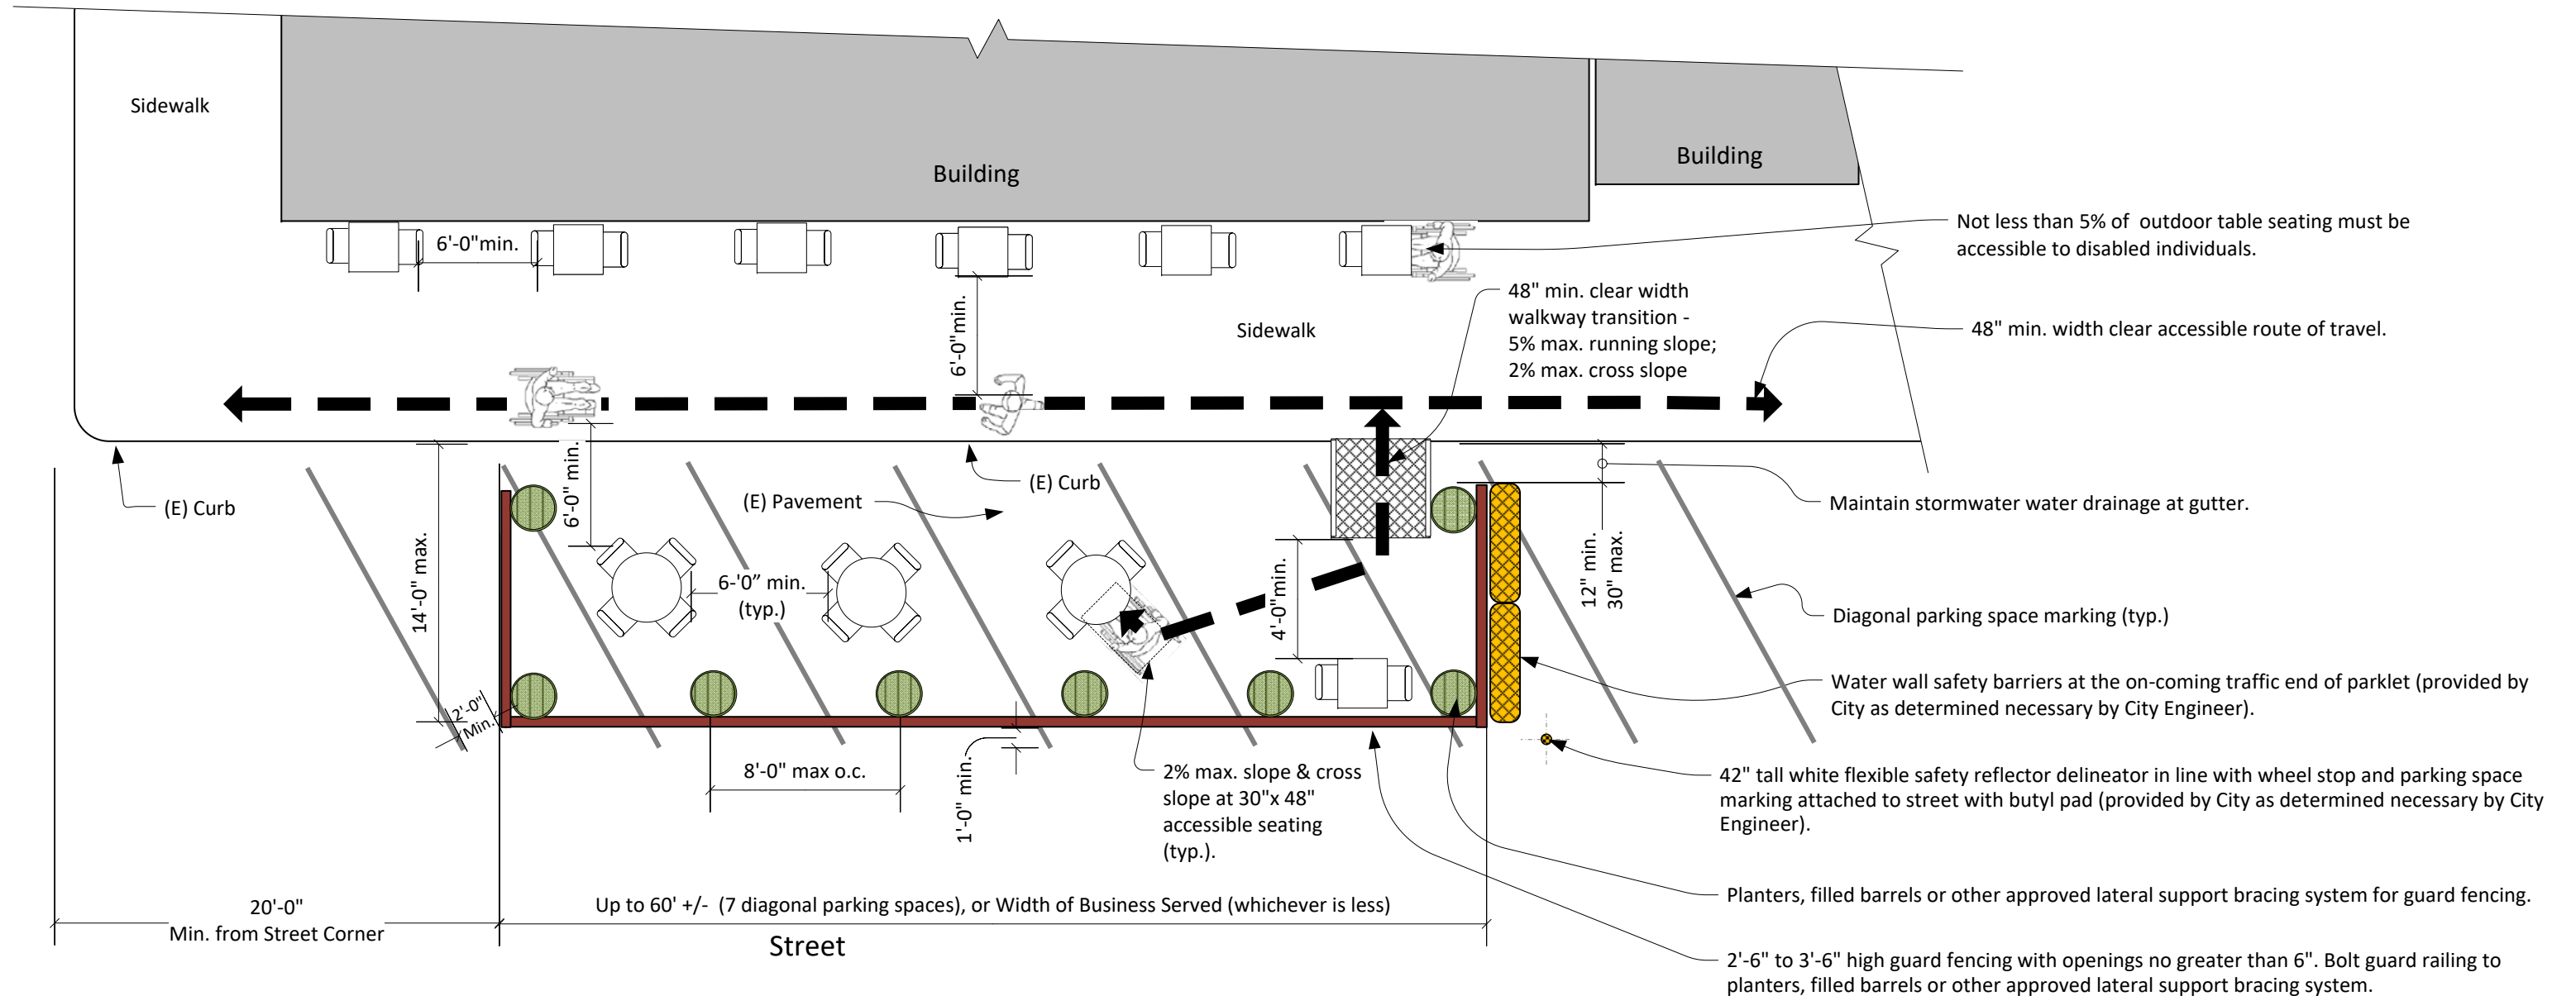 Sidewalk
Building
Building
Not less than 5% of outdoor table seating must be
accessible to disabled individuals.
6'-0"min.
48" min. clear width
walkway transition -
5% max. running slope;
2% max. cross slope
6'-0"min.
Sidewalk
48" min. width clear accessible route of travel.
(E) Curb
14'-0" max.
6'-0" min.
(E) Pavement
(E) Curb
12" min.
30" max.
Maintain stormwater water drainage at gutter.
6-'0” min.
(typ.)
4'-0"min.
Diagonal parking space marking (typ.)
2'-0"
Min.
Water wall safety barriers at the on-coming traffic end of parklet (provided by
City as determined necessary by City Engineer).
8'-0" max o.c.
1'-0" min.
2% max. slope & cross
slope at 30"x 48"
accessible seating
(typ.).
42" tall white flexible safety reflector delineator in line with wheel stop and parking space
marking attached to street with butyl pad (provided by City as determined necessary by City
Engineer).
20'-0"
Min. from Street Corner
Up to 60' +/- (7 diagonal parking spaces), or Width of Business Served (whichever is less)
Street
Planters, filled barrels or other approved lateral support bracing system for guard fencing.
2'-6" to 3'-6" high guard fencing with openings no greater than 6". Bolt guard railing to
planters, filled barrels or other approved lateral support bracing system.